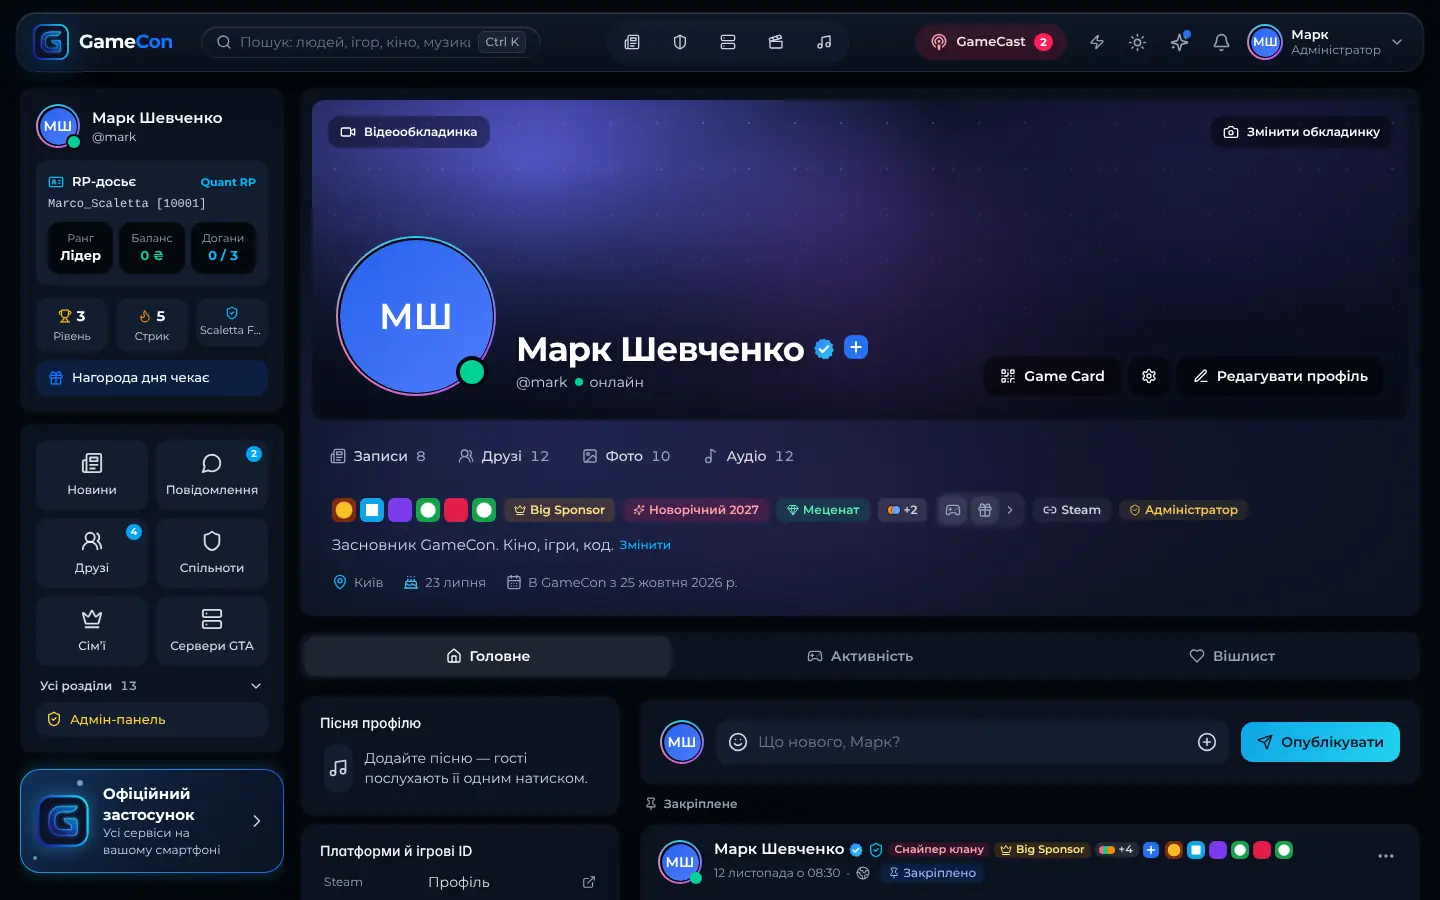 GameCon
Пошук: людей, ігор, кіно, музики
Ctrl K
GameCast 2
МШ
Марк
Адміністратор
МШ
Марк Шевченко
@mark
RP-досьє
Quant RP
Marco_Scaletta [10001]
Ранг
Лідер
Баланс
0 ₴
Догани
0 / 3
3
Рівень
5
Стрик
Scaletta F...
Нагорода дня чекає
Новини
2
Повідомлення
4
Друзі
Спільноти
Сім'ї
Сервери GTA
Усі розділи 13
Адмін-панель
Офіційний
застосунок
Усі сервіси на
вашому смартфоні
Відеообкладинка
Змінити обкладинку
МШ
Марк Шевченко
@mark онлайн
Game Card
Редагувати профіль
Записи 8
Друзі 12
Фото 10
Аудіо 12
Big Sponsor
Новорічний 2027
Меценат
+2
Steam
Адміністратор
Засновник GameCon. Кіно, ігри, код. Змінити
Київ
23 липня
В GameCon з 25 жовтня 2026 р.
Головне
Активність
Вішлист
Пісня профілю
Додайте пісню — гості
послухають її одним натиском.
Платформи й ігрові ID
Steam
Профіль
МШ
Що нового, Марк?
Опублікувати
Закріплене
МШ
Марк Шевченко
Снайпер клану
Big Sponsor
+4
12 листопада о 08:30 ·
Закріплено